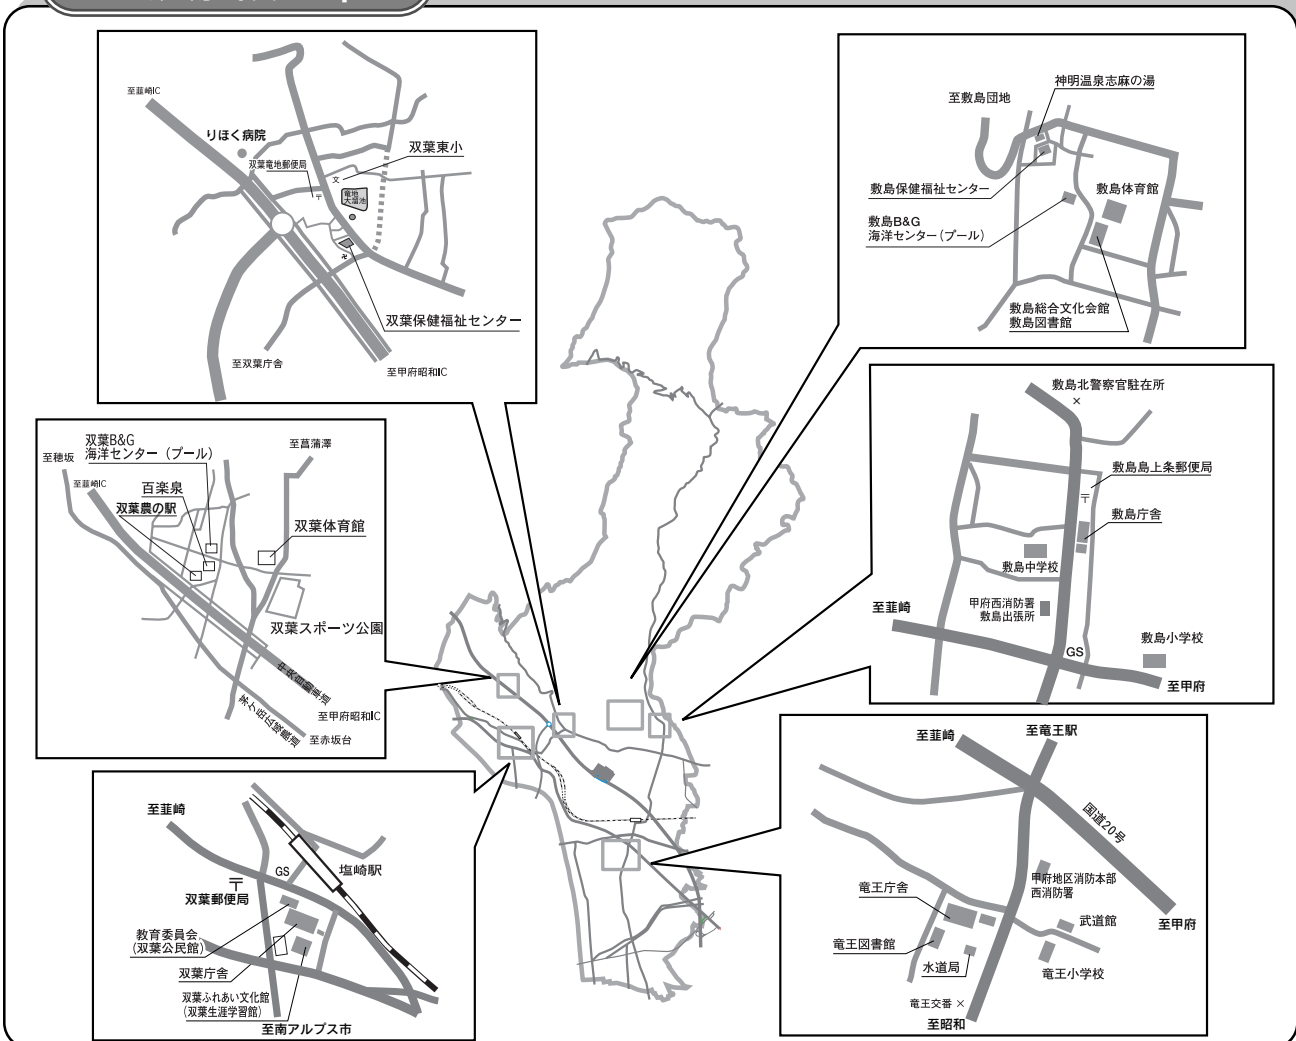 至韮崎IC
りほく病院
双葉竜地郵便局
〒
文
双葉東小
竜地
大溜池
双葉保健福祉センター
至双葉庁舎
至甲府昭和IC
神明温泉志麻の湯
至敷島団地
敷島保健福祉センター
敷島体育館
敷島B&G
海洋センター(プール)
敷島総合文化会館
敷島図書館
双葉B&G
海洋センター(プール)
至穂坂
至菖蒲澤
至韮崎IC
百楽泉
双葉農の駅
双葉体育館
双葉スポーツ公園
中央自動車道
茅ケ岳広域農道
至甲府昭和IC
至赤坂台
敷島北警察官駐在所
×
敷島島上条郵便局
〒
敷島庁舎
敷島中学校
甲府西消防署
敷島出張所
至韮崎
敷島小学校
GS
至甲府
至韮崎
塩崎駅
GS
〒
双葉郵便局
教育委員会
(双葉公民館)
双葉庁舎
双葉ふれあい文化館
(双葉生涯学習館)
至南アルプス市
至竜王駅
至韮崎
国道20号
甲府地区消防本部
西消防署
竜王庁舎
武道館
至甲府
竜王図書館
水道局
竜王小学校
竜王交番 ×
至昭和